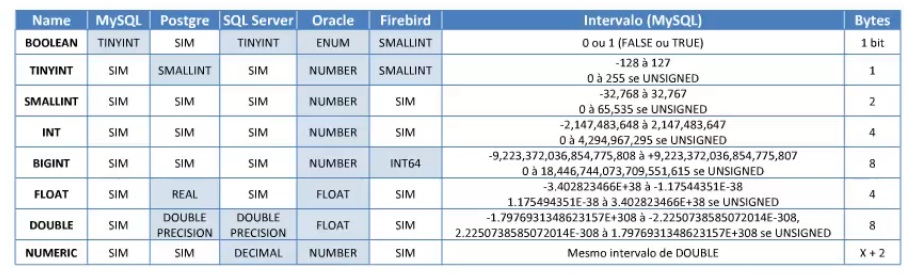 Name MySQL Postgre SQL Server Oracle Firebird Intervalo (MySQL) Bytes
BOOLEAN TINYINT SIM TINYINT ENUM SMALLINT 0 ou 1 (FALSE ou TRUE) 1 bit
TINYINT SIM SMALLINT SIM NUMBER SMALLINT -128 à 127 1
0 à 255 se UNSIGNED
SMALLINT SIM SIM SIM NUMBER SIM -32,768 à 32,767 2
0 à 65,535 se UNSIGNED
INT SIM SIM SIM NUMBER SIM -2,147,483,648 à 2,147,483,647 4
0 à 4,294,967,295 se UNSIGNED
BIGINT SIM SIM SIM NUMBER INT64 -9,223,372,036,854,775,808 à +9,223,372,036,854,775,807 8
0 à 18,446,744,073,709,551,615 se UNSIGNED
FLOAT SIM REAL SIM FLOAT SIM -3.402823466E+38 à -1.17544351E-38 4
1.175494351E-38 à 3.402823466E+38 se UNSIGNED
DOUBLE SIM DOUBLE PRECISION DOUBLE PRECISION FLOAT SIM -1.7976931348623157E+308 à -2.2250738585072014E-308, 8
2.2250738585072014E-308 à 1.7976931348623157E+308 se UNSIGNED
NUMERIC SIM SIM DECIMAL NUMBER SIM Mesmo intervalo de DOUBLE X + 2